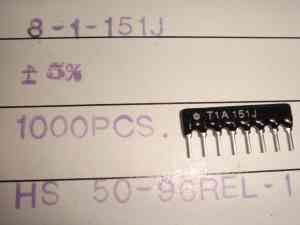 8-1-151J
± 5%
1000PCS.
T1A 151J
HS 50-96REL-1